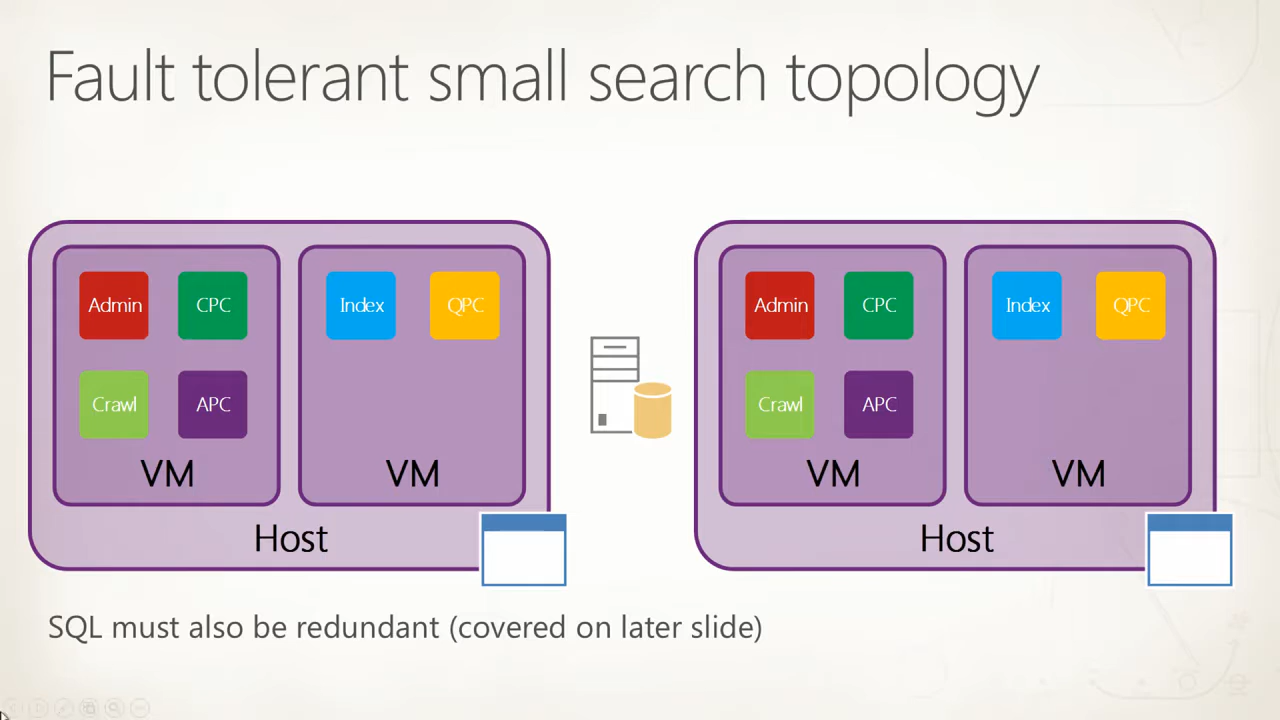 Fault tolerant small search topology
Admin CPC
Crawl APC
VM
Index QPC
VM
Host
Admin CPC
Crawl APC
VM
Index QPC
VM
Host
SQL must also be redundant (covered on later slide)